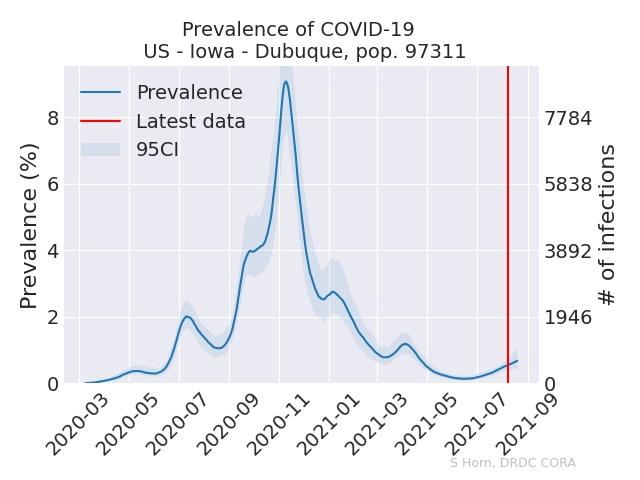 Prevalence of COVID-19
US - Iowa - Dubuque, pop. 97311
Prevalence
Latest data
95CI
Prevalence (%)
8
6
4
2
0
7784
5838
3892
1946
0
# of infections
2020-03
2020-05
2020-07
2020-09
2020-11
2021-01
2021-03
2021-05
2021-07
2021-09
S Horn, DRDC CORA